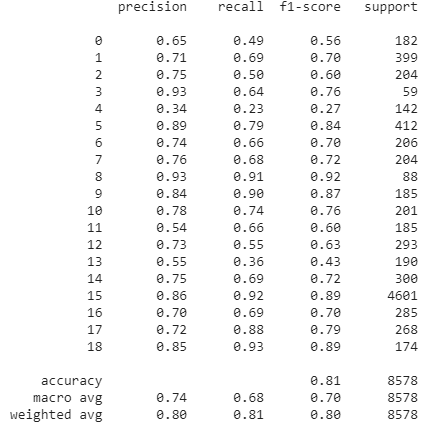 precision recall f1-score support
0 0.65 0.49 0.56 182
1 0.71 0.69 0.70 399
2 0.75 0.50 0.60 204
3 0.93 0.64 0.76 59
4 0.34 0.23 0.27 142
5 0.89 0.79 0.84 412
6 0.74 0.66 0.70 206
7 0.76 0.68 0.72 204
8 0.93 0.91 0.92 88
9 0.84 0.90 0.87 185
10 0.78 0.74 0.76 201
11 0.54 0.66 0.60 185
12 0.73 0.55 0.63 293
13 0.55 0.36 0.43 190
14 0.75 0.69 0.72 300
15 0.86 0.92 0.89 4601
16 0.70 0.69 0.70 285
17 0.72 0.88 0.79 268
18 0.85 0.93 0.89 174
accuracy 0.81 8578
macro avg 0.74 0.68 0.70 8578
weighted avg 0.80 0.81 0.80 8578